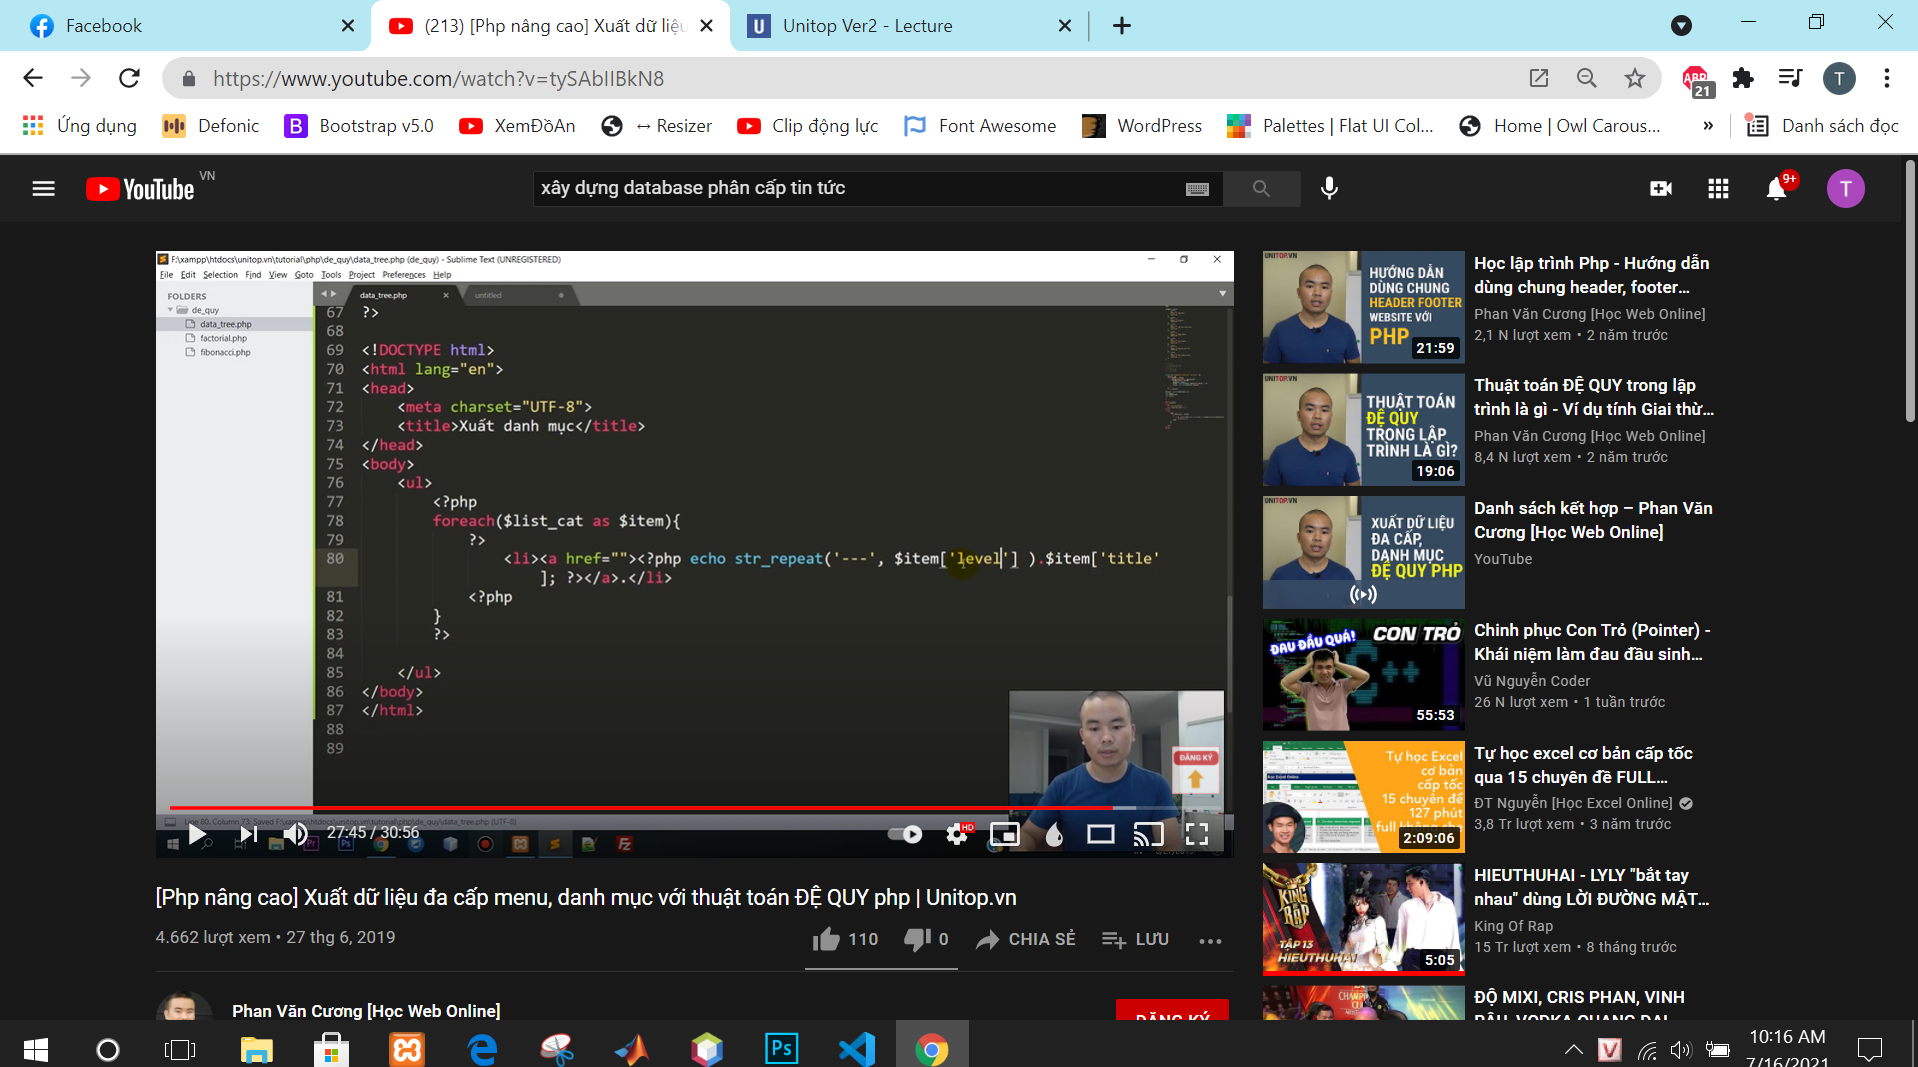 Facebook
(213) [Php nâng cao] Xuất dữ liệu
Unitop Ver2 - Lecture
https://www.youtube.com/watch?v=tySAbIIBkN8
ABP
21
T
Ứng dụng
Defonic
Bootstrap v5.0
XemĐồAn
↔ Resizer
Clip động lực
Font Awesome
WordPress
Palettes | Flat UI Col...
Home | Owl Carous...
»
Danh sách đọc
YouTube
VN
xây dựng database phân cấp tin tức
9+
T
F:\xampp\htdocs\unitop.vn\tutorial\php\de_quy\data_tree.php (de_quy) - Sublime Text (UNREGISTERED)
File Edit Selection Find View Goto Tools Project Preferences Help
FOLDERS
de_quy
data_tree.php
factorial.php
fibonacci.php
data_tree.php
untitled
67 ?>
68
69 <!DOCTYPE html>
70 <html lang="en">
71 <head>
72 <meta charset="UTF-8">
73 <title>Xuất danh mục</title>
74 </head>
75 <body>
76 <ul>
77 <?php
78 foreach($list_cat as $item){
79 ?>
80 <li><a href=""><?php echo str_repeat('---', $item['level'] ).$item['title'
]; ?></a>.</li>
81 <?php
82 }
83 ?>
84
85 </ul>
86 </body>
87 </html>
88
89
ĐĂNG KÝ
Line 80, Column 73; Saved F:\xampp\htdocs\unitop.vn\tutorial\php\de_quy\data_tree.php (UTF-8)
27:45 / 30:56
HD
[Php nâng cao] Xuất dữ liệu đa cấp menu, danh mục với thuật toán ĐỆ QUY php | Unitop.vn
4.662 lượt xem • 27 thg 6, 2019
110
0
CHIA SẺ
LƯU
Phan Văn Cương [Học Web Online]
ĐĂNG KÝ
UNITOP.VN
HƯỚNG DẪN
DÙNG CHUNG
HEADER FOOTER
WEBSITE VỚI
PHP
21:59
Học lập trình Php - Hướng dẫn
dùng chung header, footer...
Phan Văn Cương [Học Web Online]
2,1 N lượt xem • 2 năm trước
UNITOP.VN
THUẬT TOÁN
ĐỆ QUY
TRONG LẬP
TRÌNH LÀ GÌ?
19:06
Thuật toán ĐỆ QUY trong lập
trình là gì - Ví dụ tính Giai thừ...
Phan Văn Cương [Học Web Online]
8,4 N lượt xem • 2 năm trước
UNITOP.VN
XUẤT DỮ LIỆU
ĐA CẤP,
DANH MỤC
ĐỆ QUY PHP
Danh sách kết hợp – Phan Văn
Cương [Học Web Online]
YouTube
ĐAU ĐẦU QUÁ!
CON TRỎ
C++
55:53
Chinh phục Con Trỏ (Pointer) -
Khái niệm làm đau đầu sinh...
Vũ Nguyễn Coder
26 N lượt xem • 1 tuần trước
Tự học Excel
cơ bản
cấp tốc
15 chuyên đề
127 phút
full không che
2:09:06
Tự học excel cơ bản cấp tốc
qua 15 chuyên đề FULL...
ĐT Nguyễn [Học Excel Online]
3,8 Tr lượt xem • 3 năm trước
KING
OF
RAP
TẬP 13
HIEUTHUHAI
5:05
HIEUTHUHAI - LYLY "bắt tay
nhau" dùng LỜI ĐƯỜNG MẬT...
King Of Rap
15 Tr lượt xem • 8 tháng trước
ĐỘ MIXI, CRIS PHAN, VINH
Ps
10:16 AM
7/16/2021